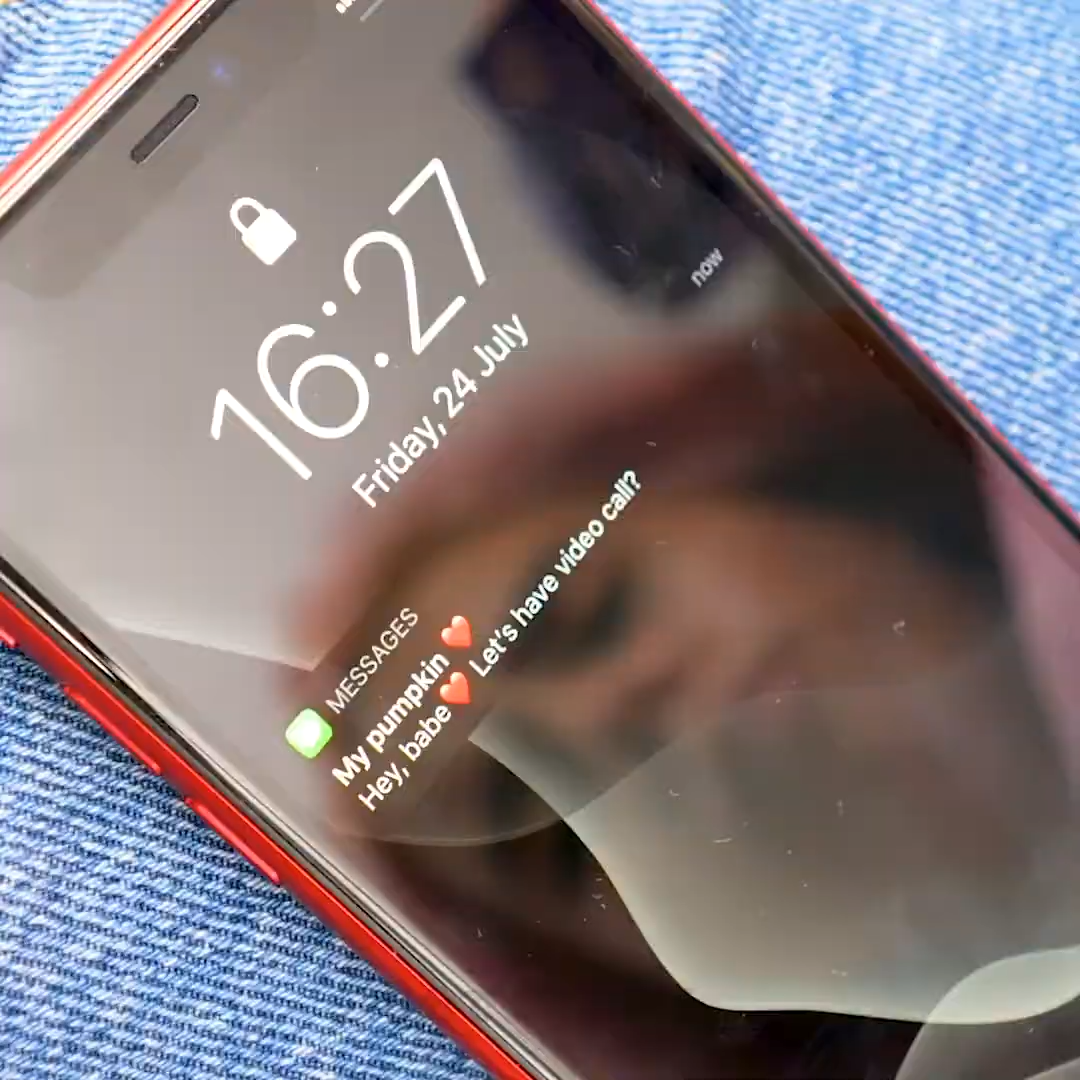 16:27
Friday, 24 July
MESSAGES
now
My pumpkin ❤️
Hey, babe❤️ Let's have video call?